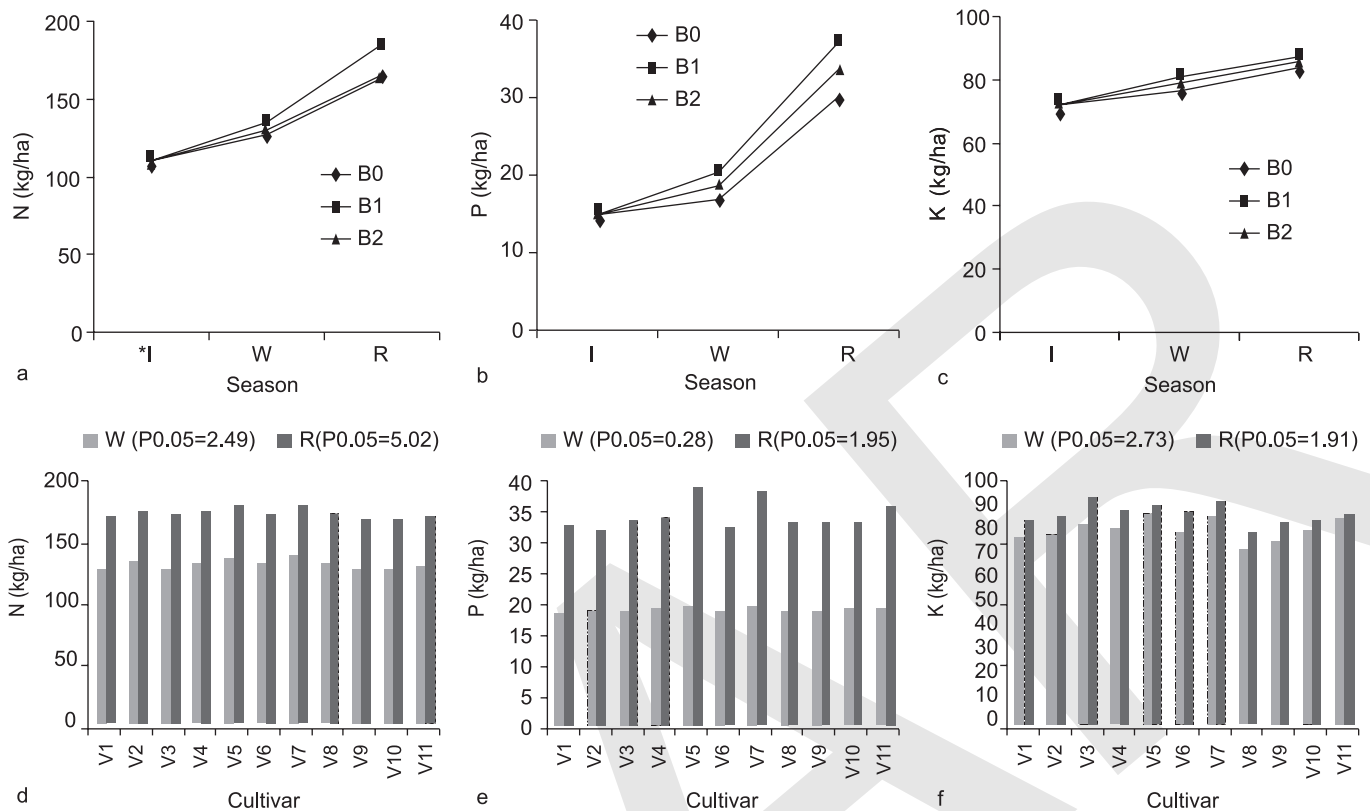 200
150
100
50
0
N (kg/ha)
B0
B1
B2
*I W R
a
Season
40
30
20
10
0
P (kg/ha)
B0
B1
B2
I W R
b
Season
100
80
60
40
20
0
K (kg/ha)
B0
B1
B2
I W R
c
Season
W (P0.05=2.49) R(P0.05=5.02)
200
150
100
50
0
N (kg/ha)
V1 V2 V3 V4 V5 V6 V7 V8 V9 V10 V11
d
Cultivar
W (P0.05=0.28) R(P0.05=1.95)
40
35
30
25
20
15
10
5
0
P (kg/ha)
V1 V2 V3 V4 V5 V6 V7 V8 V9 V10 V11
e
Cultivar
W (P0.05=2.73) R(P0.05=1.91)
100
90
80
70
60
50
40
30
20
10
0
K (kg/ha)
V1 V2 V3 V4 V5 V6 V7 V8 V9 V10 V11
f
Cultivar